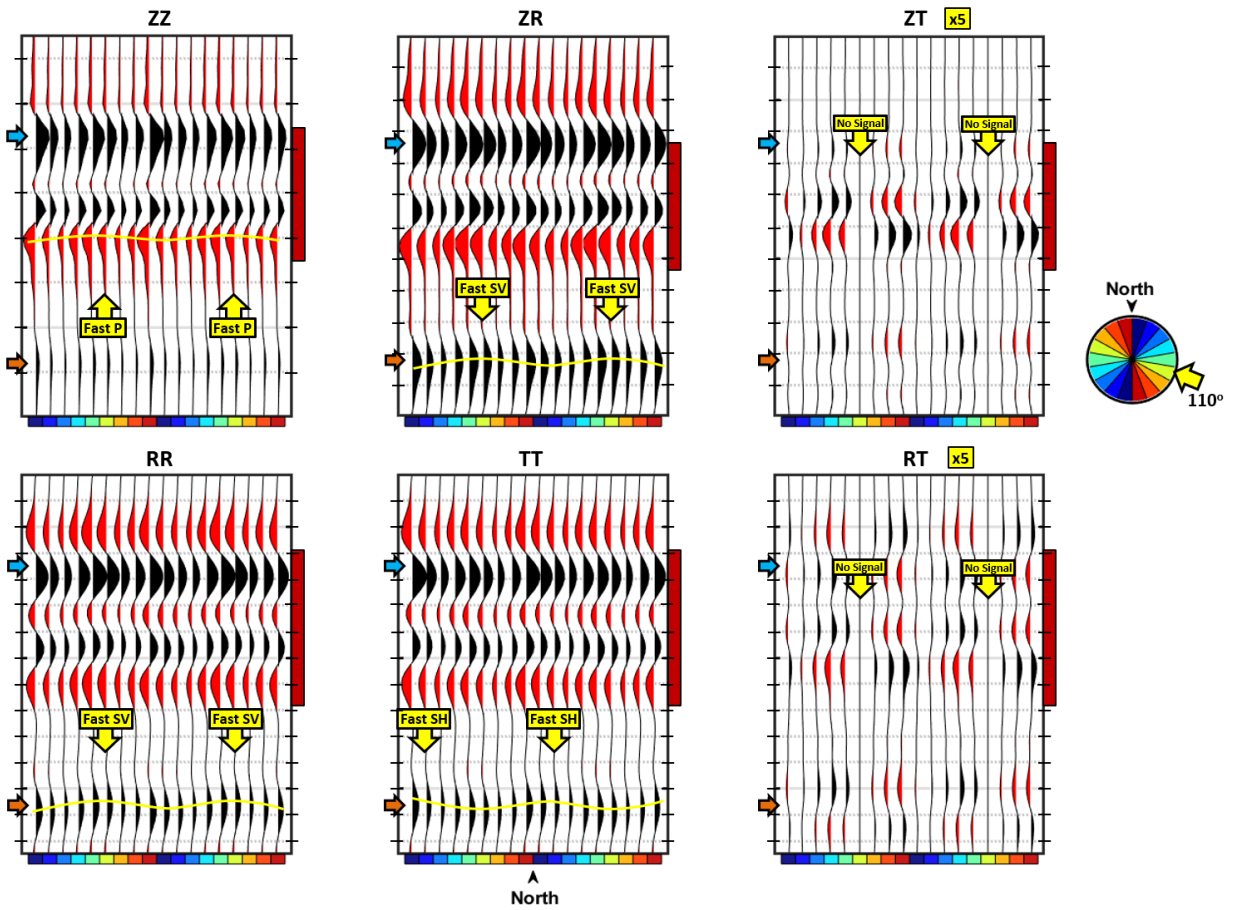 ZZ
ZR
ZT x5
No Signal
No Signal
Fast SV
Fast SV
Fast P
Fast P
North
110º
RR
TT
RT x5
No Signal
No Signal
Fast SV
Fast SV
Fast SH
Fast SH
North